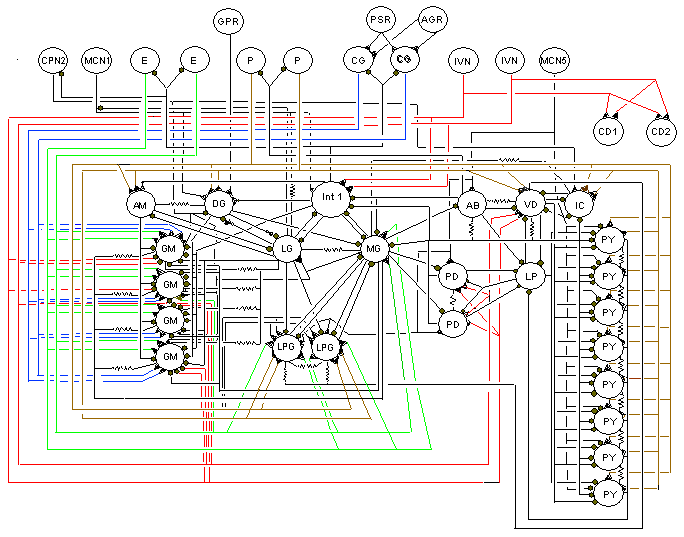 PSR AGR
GPR
CPN2 MCN1 E E P P CG CG IVN IVN MCN5
CD1 CD2
AM DG Int 1 AB VD IC
GM LG MG PY
GM PD LP PY
GM PD PY
GM LPG LPG PY
PY
PY
PY
PY